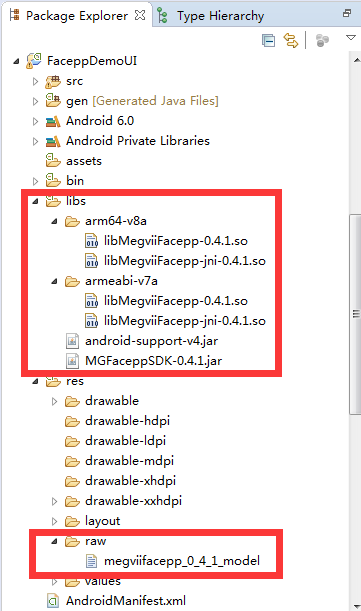 Package Explorer Type Hierarchy
FaceppDemoUI
src
gen [Generated Java Files]
Android 6.0
Android Private Libraries
assets
bin
libs
arm64-v8a
libMegviiFacepp-0.4.1.so
libMegviiFacepp-jni-0.4.1.so
armeabi-v7a
libMegviiFacepp-0.4.1.so
libMegviiFacepp-jni-0.4.1.so
android-support-v4.jar
MGFaceppSDK-0.4.1.jar
res
drawable
drawable-hdpi
drawable-ldpi
drawable-mdpi
drawable-xhdpi
drawable-xxhdpi
layout
raw
megviifacepp_0_4_1_model
values
AndroidManifest.xml